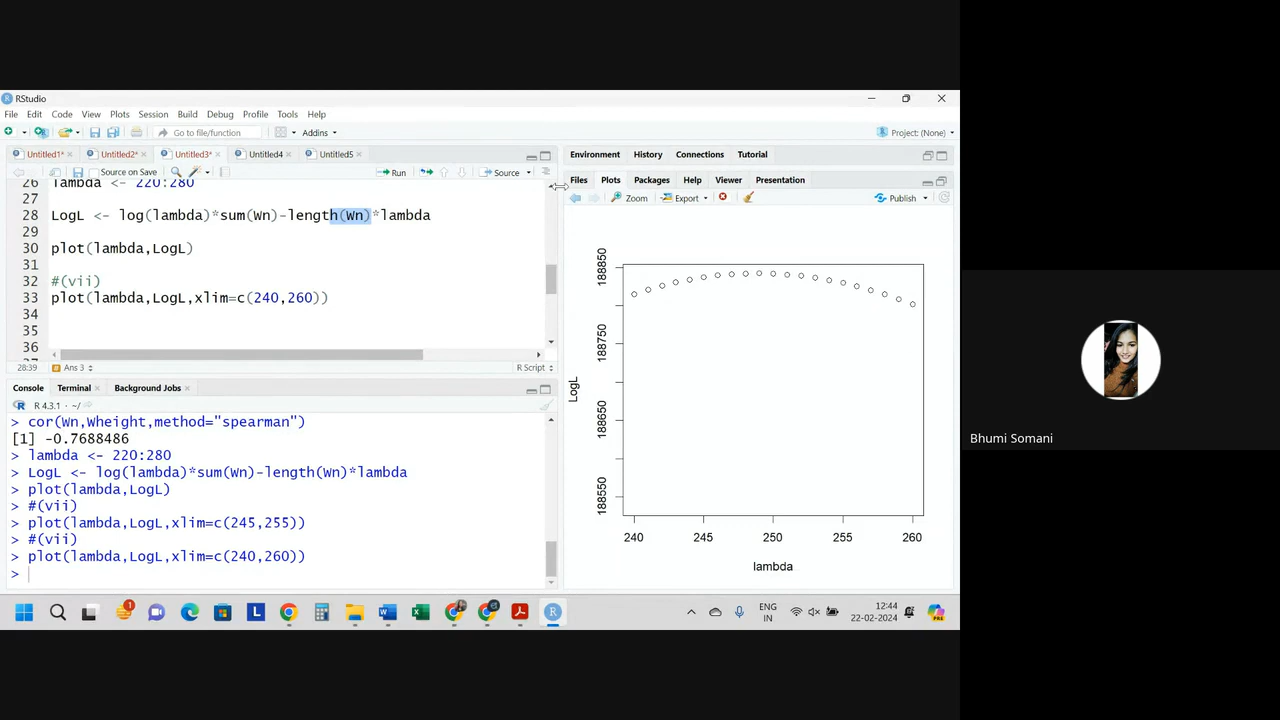 RStudio
File Edit Code View Plots Session Build Debug Profile Tools Help
Go to file/function Addins Project: (None)
Untitled1* Untitled2* Untitled3* Untitled4 Untitled5
Source on Save Run Source
26 lambda <- 220:280
27
28 LogL <- log(lambda)*sum(Wn)-length(Wn)*lambda
29
30 plot(lambda,LogL)
31
32 #(vii)
33 plot(lambda,LogL,xlim=c(240,260))
34
35
36
28:39 Ans 3 R Script
Console Terminal Background Jobs
R 4.3.1 · ~/
> cor(Wn,Wheight,method="spearman")
[1] -0.7688486
> lambda <- 220:280
> LogL <- log(lambda)*sum(Wn)-length(Wn)*lambda
> plot(lambda,LogL)
> #(vii)
> plot(lambda,LogL,xlim=c(245,255))
> #(vii)
> plot(lambda,LogL,xlim=c(240,260))
>
Environment History Connections Tutorial
Files Plots Packages Help Viewer Presentation
Zoom Export Publish
188850
188750
188650
188550
LogL
240 245 250 255 260
lambda
ENG
IN
12:44
22-02-2024
Bhumi Somani